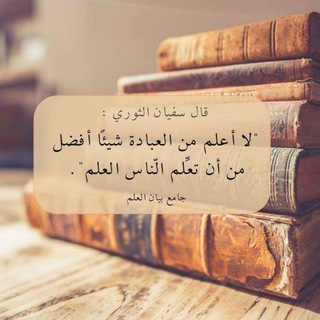 قال سفيان الثوري :
"لا أعلم من العبادة شيئًا أفضل
من أن تعلّم النّاس العلم" .
جامع بيان العلم